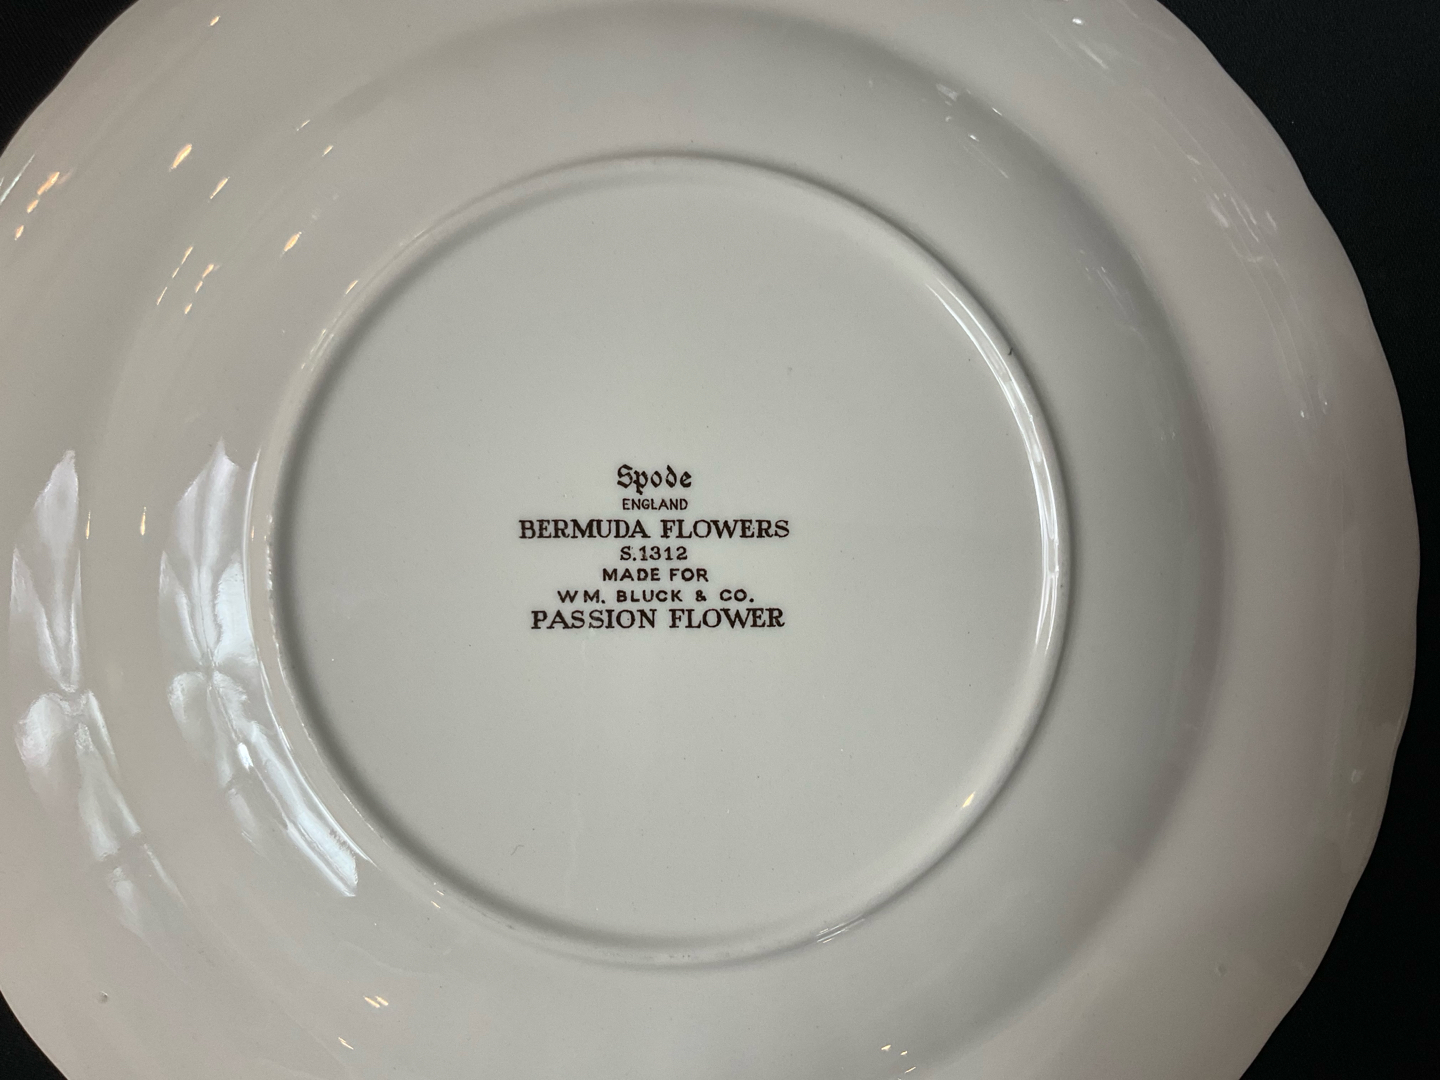 Spode
ENGLAND
BERMUDA FLOWERS
S.1312
MADE FOR
WM. BLUCK & CO.
PASSION FLOWER